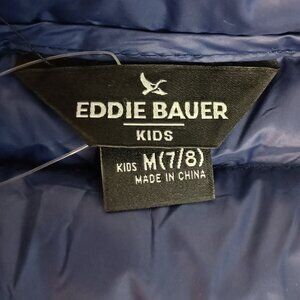 EDDIE BAUER
KIDS
KIDS M(7/8)
MADE IN CHINA